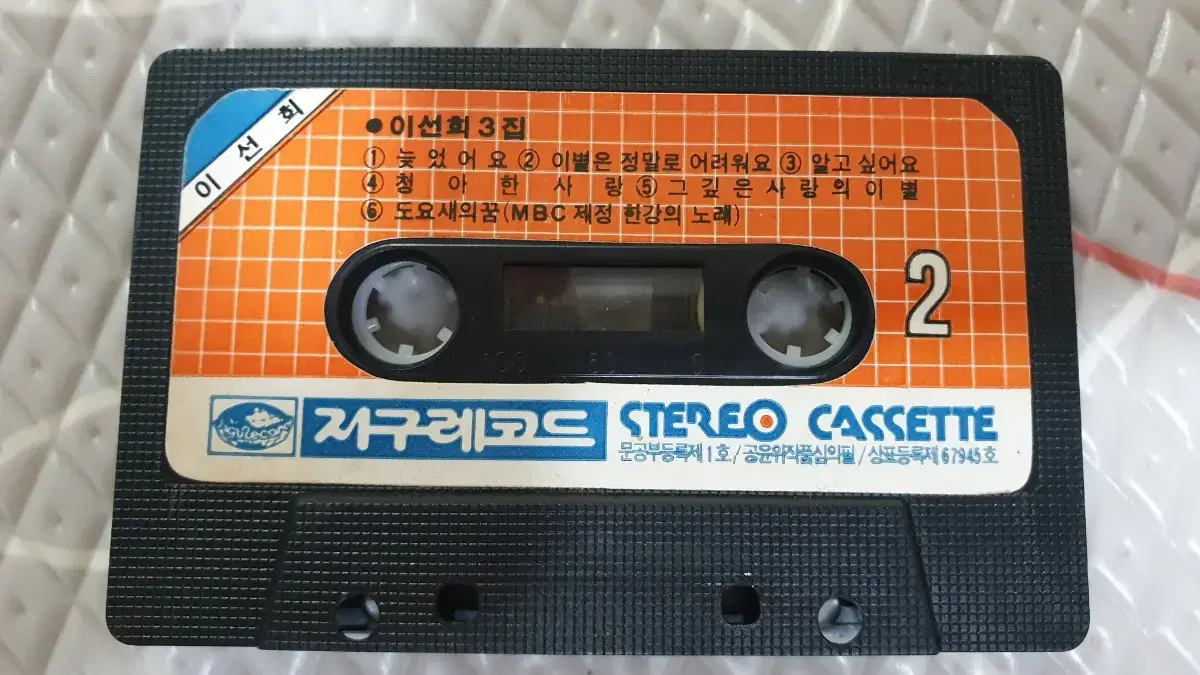 이선희
● 이선희 3 집
① 늦었어요 ② 이별은 정말로 어려워요 ③ 알고 싶어요
④ 청아한 사랑 ⑤ 그 깊은 사랑의 이별
⑥ 도요새의꿈(MBC 제정 한강의 노래)
2
100 50 0
지구레코드 STEREO CASSETTE
문공부등록제1호/공윤위작품심의필/상표등록제67945호